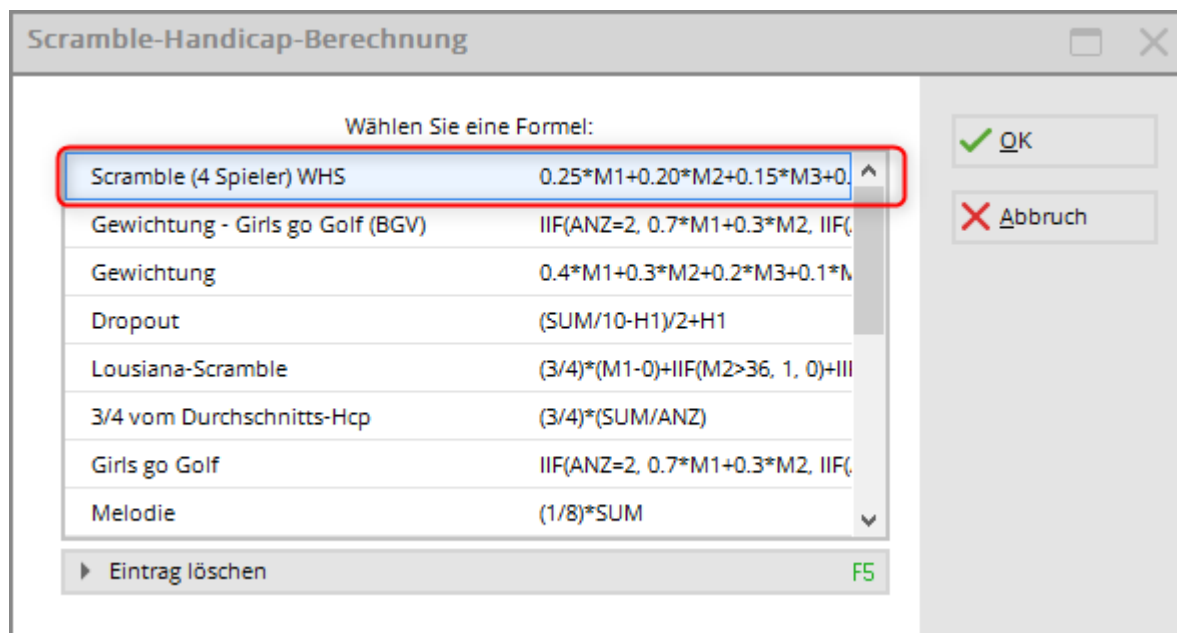 Scramble-Handicap-Berechnung
Wählen Sie eine Formel:
Scramble (4 Spieler) WHS 0.25*M1+0.20*M2+0.15*M3+0.
Gewichtung - Girls go Golf (BGV) IIF(ANZ=2, 0.7*M1+0.3*M2, IIF(
Gewichtung 0.4*M1+0.3*M2+0.2*M3+0.1*M
Dropout (SUM/10-H1)/2+H1
Lousiana-Scramble (3/4)*(M1-0)+IIF(M2>36, 1, 0)+III
3/4 vom Durchschnitts-Hcp (3/4)*(SUM/ANZ)
Girls go Golf IIF(ANZ=2, 0.7*M1+0.3*M2, IIF(
Melodie (1/8)*SUM
Eintrag löschen F5
OK
Abbruch